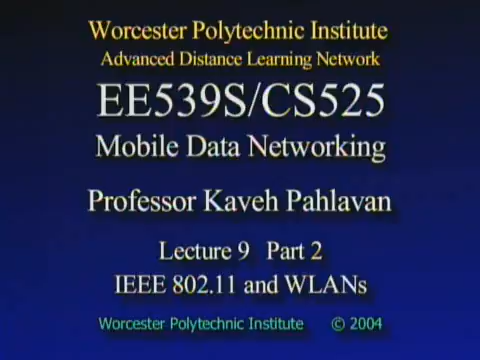 Worcester Polytechnic Institute
Advanced Distance Learning Network
EE539S/CS525
Mobile Data Networking
Professor Kaveh Pahlavan
Lecture 9 Part 2
IEEE 802.11 and WLANs
Worcester Polytechnic Institute © 2004